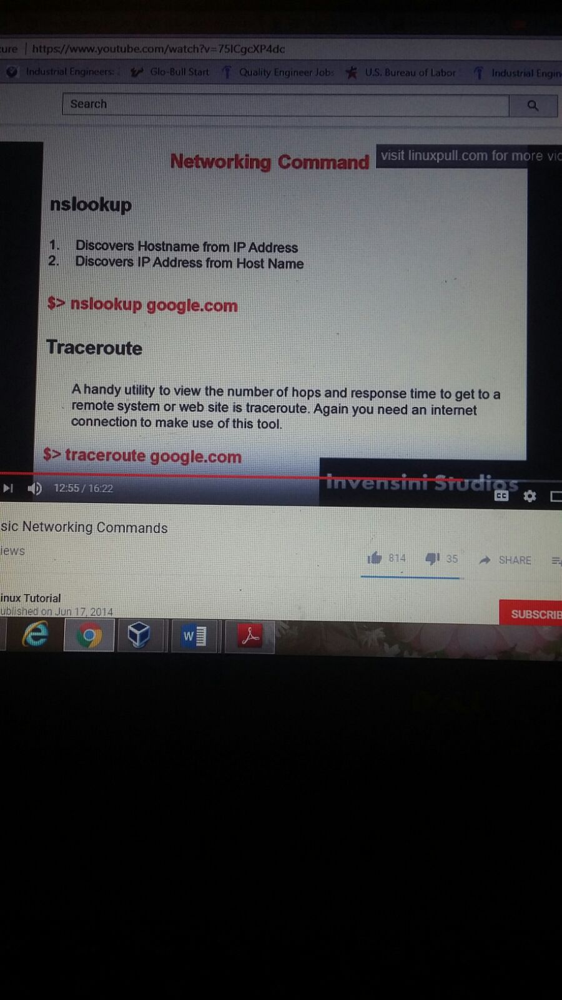 ure | https://www.youtube.com/watch?v=75ICgcXP4dc
Industrial Engineers: Glo-Bull Start Quality Engineer Jobs U.S. Bureau of Labor Industrial Engin
Search
Networking Command
visit linuxpull.com for more vid
nslookup
1. Discovers Hostname from IP Address
2. Discovers IP Address from Host Name
$> nslookup google.com
Traceroute
A handy utility to view the number of hops and response time to get to a
remote system or web site is traceroute. Again you need an internet
connection to make use of this tool.
$> traceroute google.com
Invensini Studios
12:55 / 16:22
CC
sic Networking Commands
iews
814 35 SHARE
inux Tutorial
ublished on Jun 17, 2014
SUBSCRIB
W